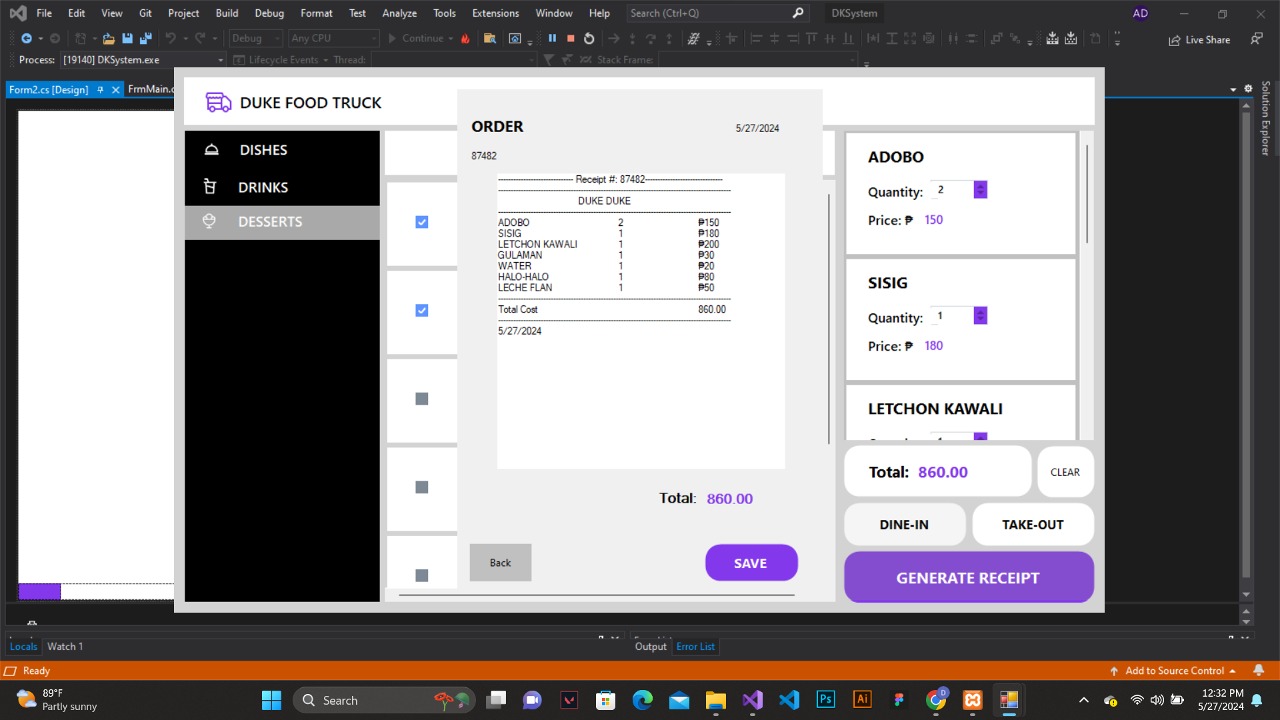 File Edit View Git Project Build Debug Format Test Analyze Tools Extensions Window Help Search (Ctrl+Q) DKSystem AD
Debug Any CPU Continue Live Share
Process: [19140] DKSystem.exe Lifecycle Events Thread: Stack Frame:
Form2.cs [Design] FrmMain.c
Solution Explorer
DUKE FOOD TRUCK
DISHES
DRINKS
DESSERTS
ORDER 5/27/2024
87482
---------------------------- Receipt #: 87482----------------------------
DUKE DUKE
ADOBO 2 ₱150
SISIG 1 ₱180
LETCHON KAWALI 1 ₱200
GULAMAN 1 ₱30
WATER 1 ₱20
HALO-HALO 1 ₱80
LECHE FLAN 1 ₱50
Total Cost 860.00
5/27/2024
Total: 860.00
Back SAVE
ADOBO
Quantity: 2
Price: ₱ 150
SISIG
Quantity: 1
Price: ₱ 180
LETCHON KAWALI
Total: 860.00 CLEAR
DINE-IN TAKE-OUT
GENERATE RECEIPT
Locals Watch 1 Output Error List
Ready Add to Source Control
89°F
Partly sunny
Search
12:32 PM
5/27/2024